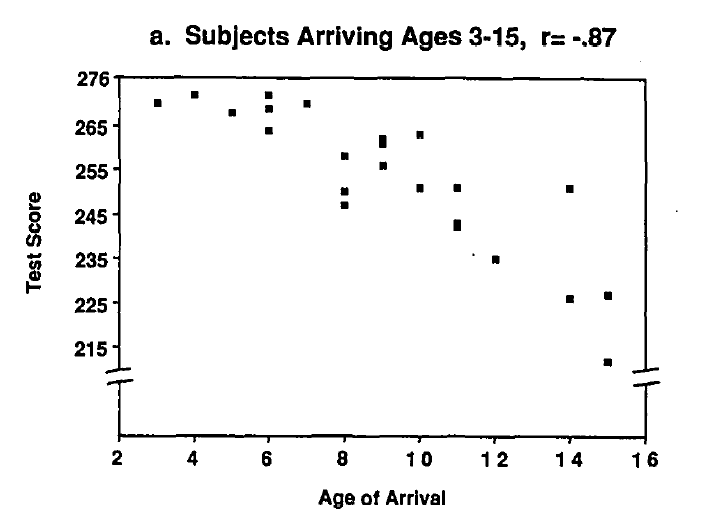 a. Subjects Arriving Ages 3-15, r= -.87
276
265
255
245
235
225
215
Test Score
2 4 6 8 10 12 14 16
Age of Arrival